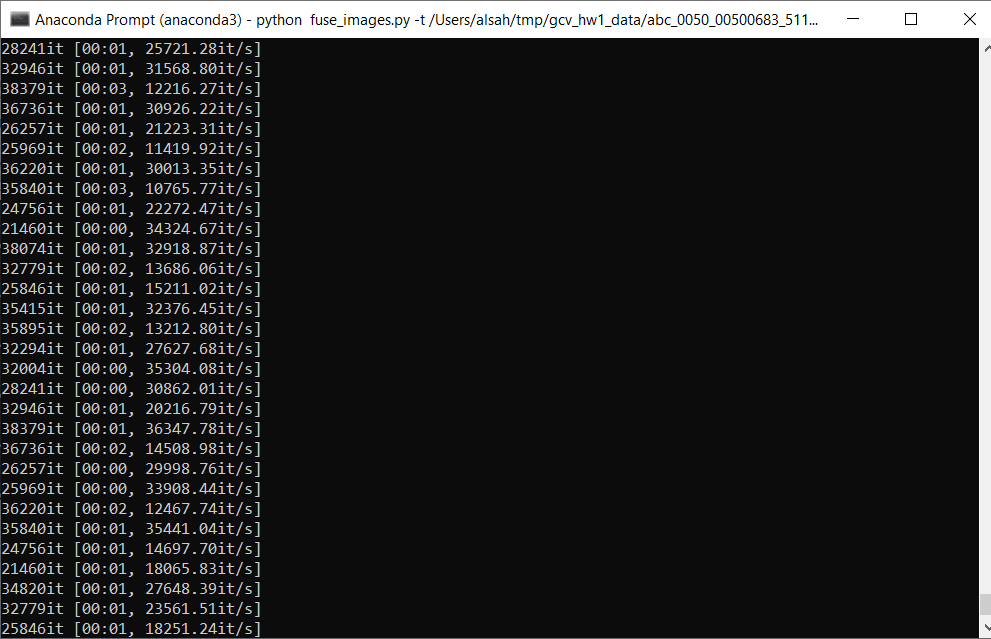 Anaconda Prompt (anaconda3) - python  fuse_images.py -t /Users/alsah/tmp/gcv_hw1_data/abc_0050_00500683_511...
28241it [00:01, 25721.28it/s]
32946it [00:01, 31568.80it/s]
38379it [00:03, 12216.27it/s]
36736it [00:01, 30926.22it/s]
26257it [00:01, 21223.31it/s]
25969it [00:02, 11419.92it/s]
36220it [00:01, 30013.35it/s]
35840it [00:03, 10765.77it/s]
24756it [00:01, 22272.47it/s]
21460it [00:00, 34324.67it/s]
38074it [00:01, 32918.87it/s]
32779it [00:02, 13686.06it/s]
25846it [00:01, 15211.02it/s]
35415it [00:01, 32376.45it/s]
35895it [00:02, 13212.80it/s]
32294it [00:01, 27627.68it/s]
32004it [00:00, 35304.08it/s]
28241it [00:00, 30862.01it/s]
32946it [00:01, 20216.79it/s]
38379it [00:01, 36347.78it/s]
36736it [00:02, 14508.98it/s]
26257it [00:00, 29998.76it/s]
25969it [00:00, 33908.44it/s]
36220it [00:02, 12467.74it/s]
35840it [00:01, 35441.04it/s]
24756it [00:01, 14697.70it/s]
21460it [00:01, 18065.83it/s]
34820it [00:01, 27648.39it/s]
32779it [00:01, 23561.51it/s]
25846it [00:01, 18251.24it/s]